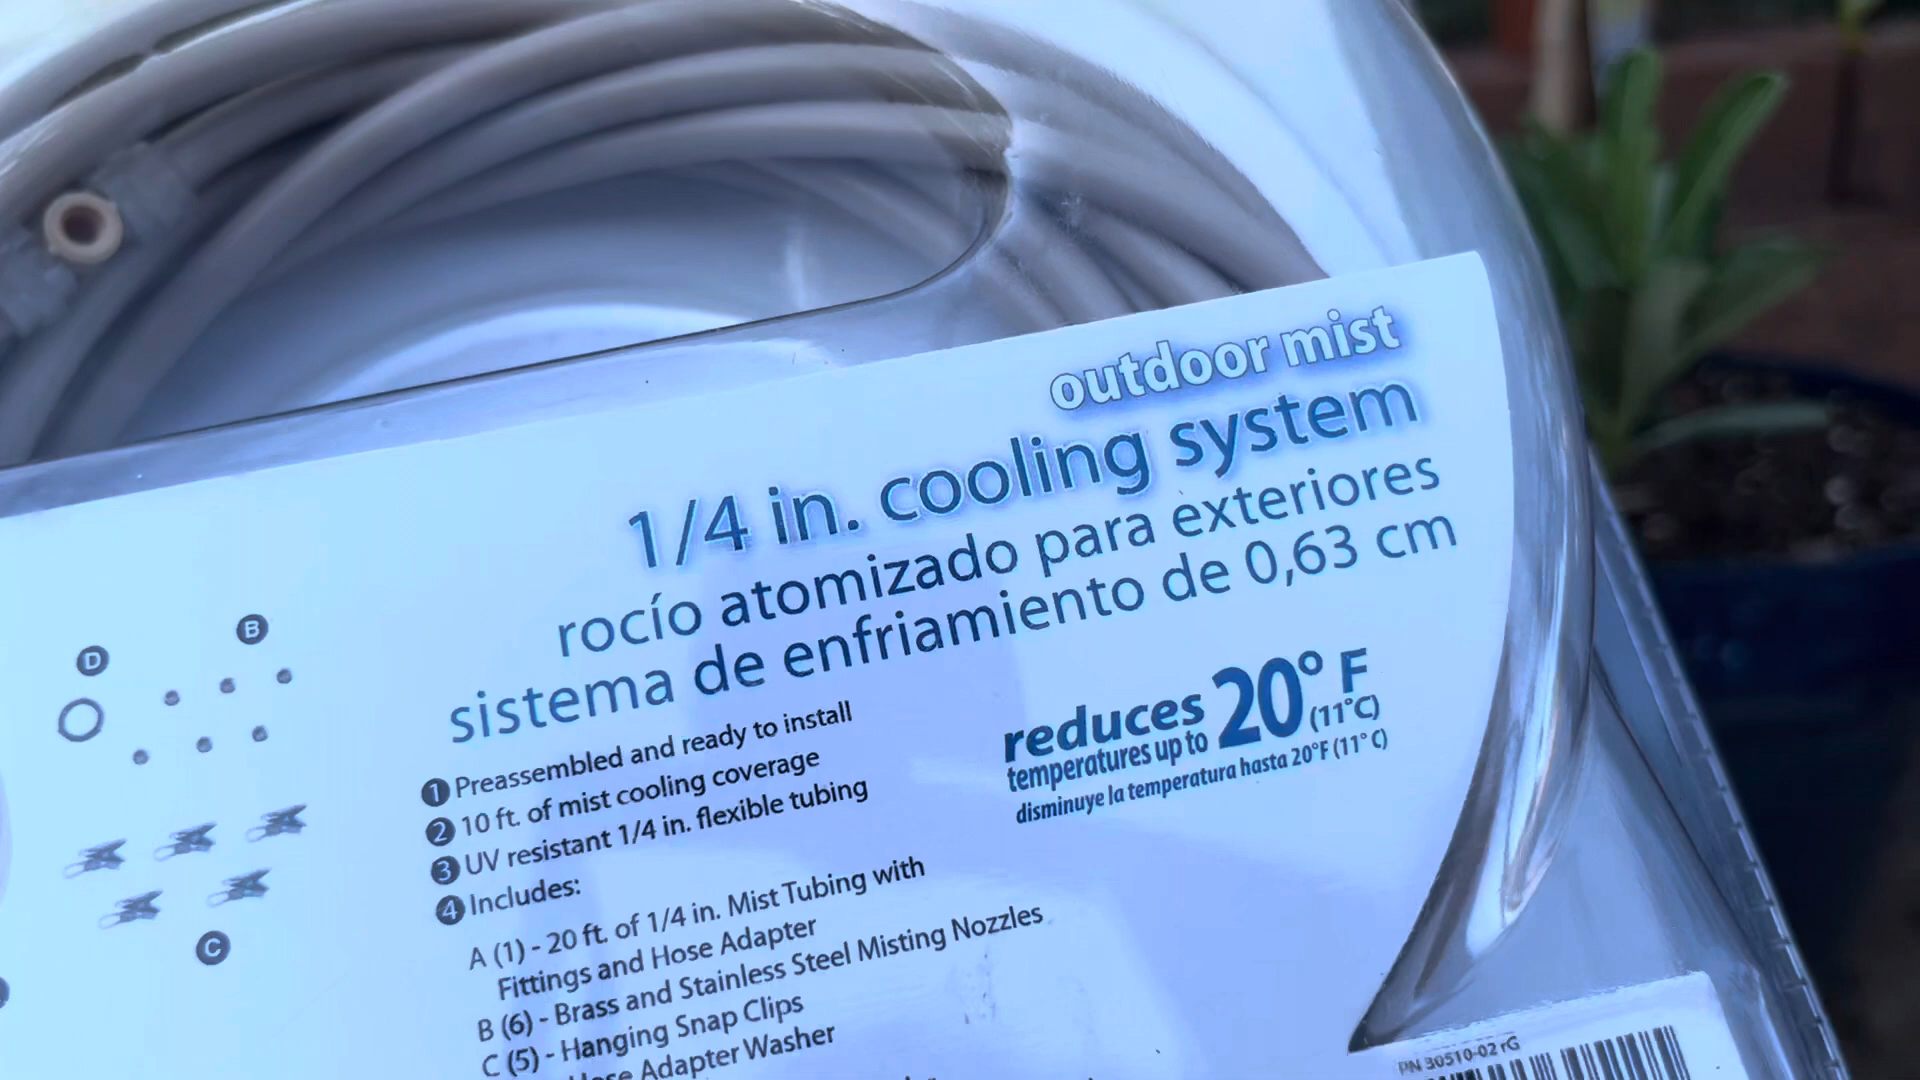 outdoor mist
1/4 in. cooling system
rocío atomizado para exteriores
sistema de enfriamiento de 0,63 cm
D
B
C
reduces 20° F
temperatures up to (11°C)
disminuye la temperatura hasta 20°F (11° C)
1 Preassembled and ready to install
2 10 ft. of mist cooling coverage
3 UV resistant 1/4 in. flexible tubing
4 Includes:
A (1) - 20 ft. of 1/4 in. Mist Tubing with
Fittings and Hose Adapter
B (6) - Brass and Stainless Steel Misting Nozzles
C (5) - Hanging Snap Clips
Hose Adapter Washer
PN 30510-02 rG